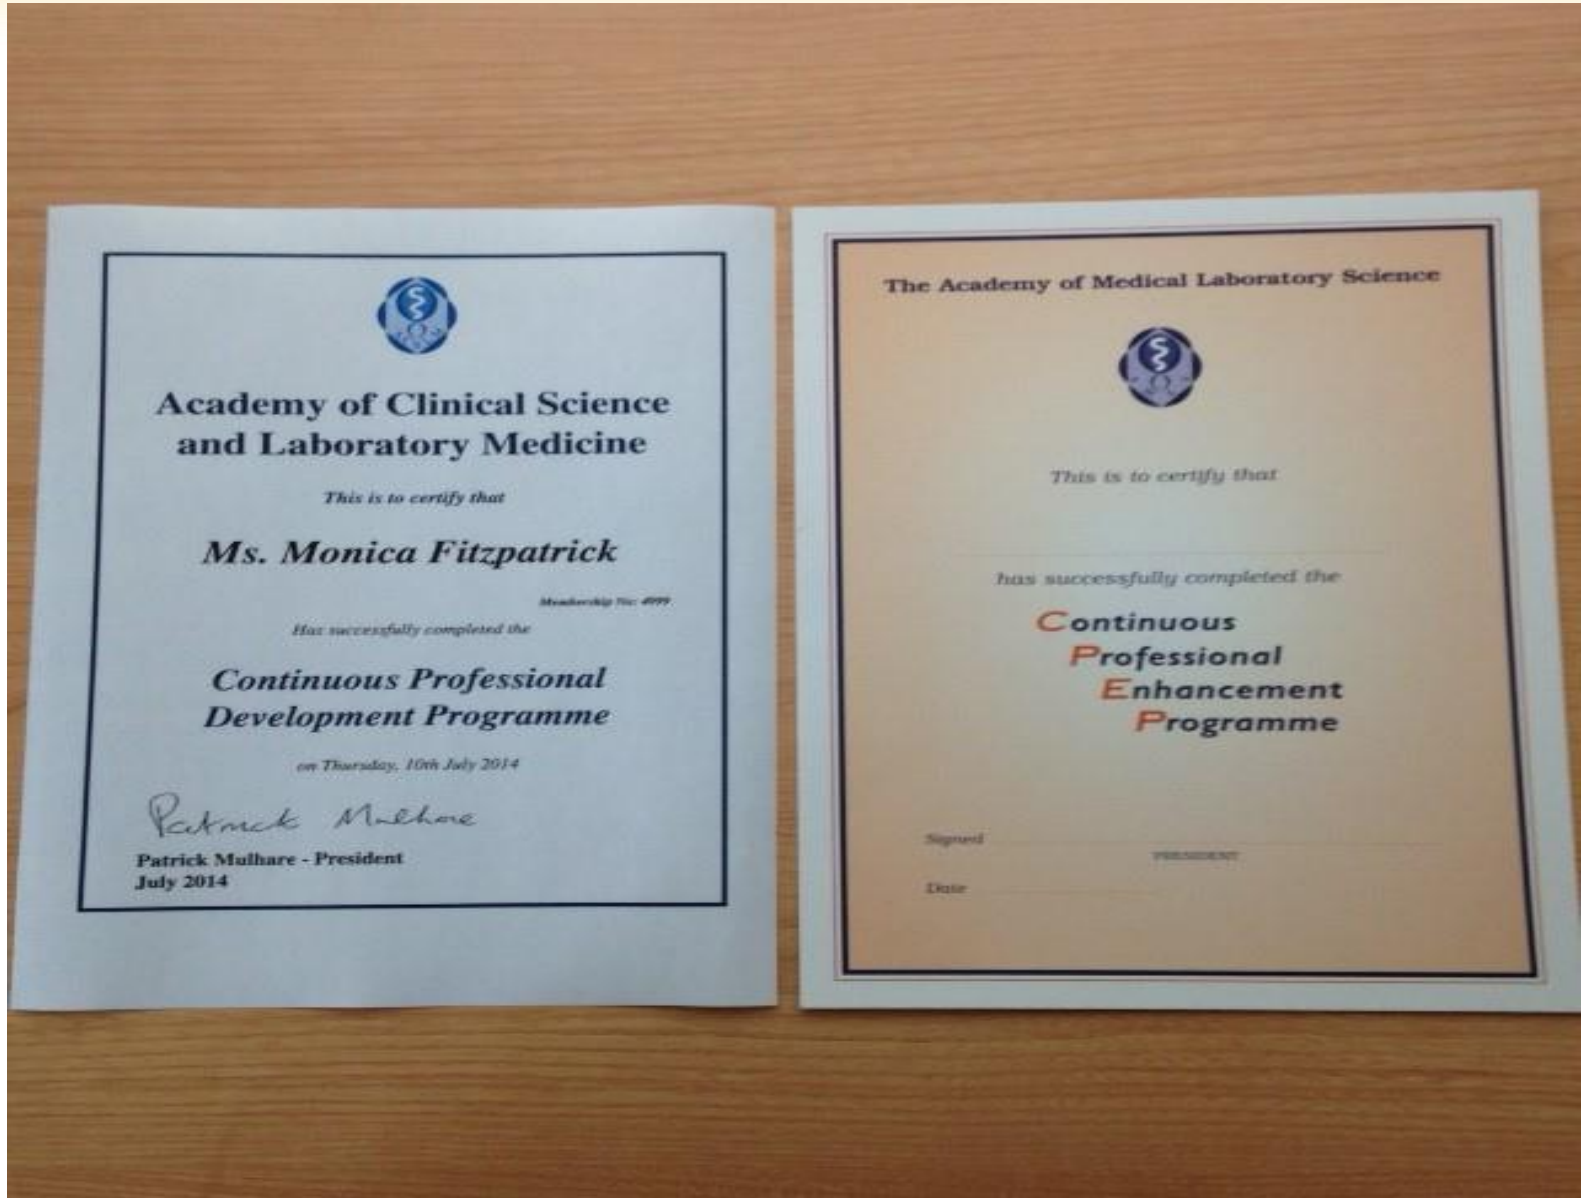 Academy of Clinical Science
and Laboratory Medicine
This is to certify that
Ms. Monica Fitzpatrick
Membership No: 4999
Has successfully completed the
Continuous Professional
Development Programme
on Thursday, 10th July 2014
Patrick Mulhare
Patrick Mulhare - President
July 2014
The Academy of Medical Laboratory Science
This is to certify that
has successfully completed the
Continuous
Professional
Enhancement
Programme
Signed
PRESIDENT
Date